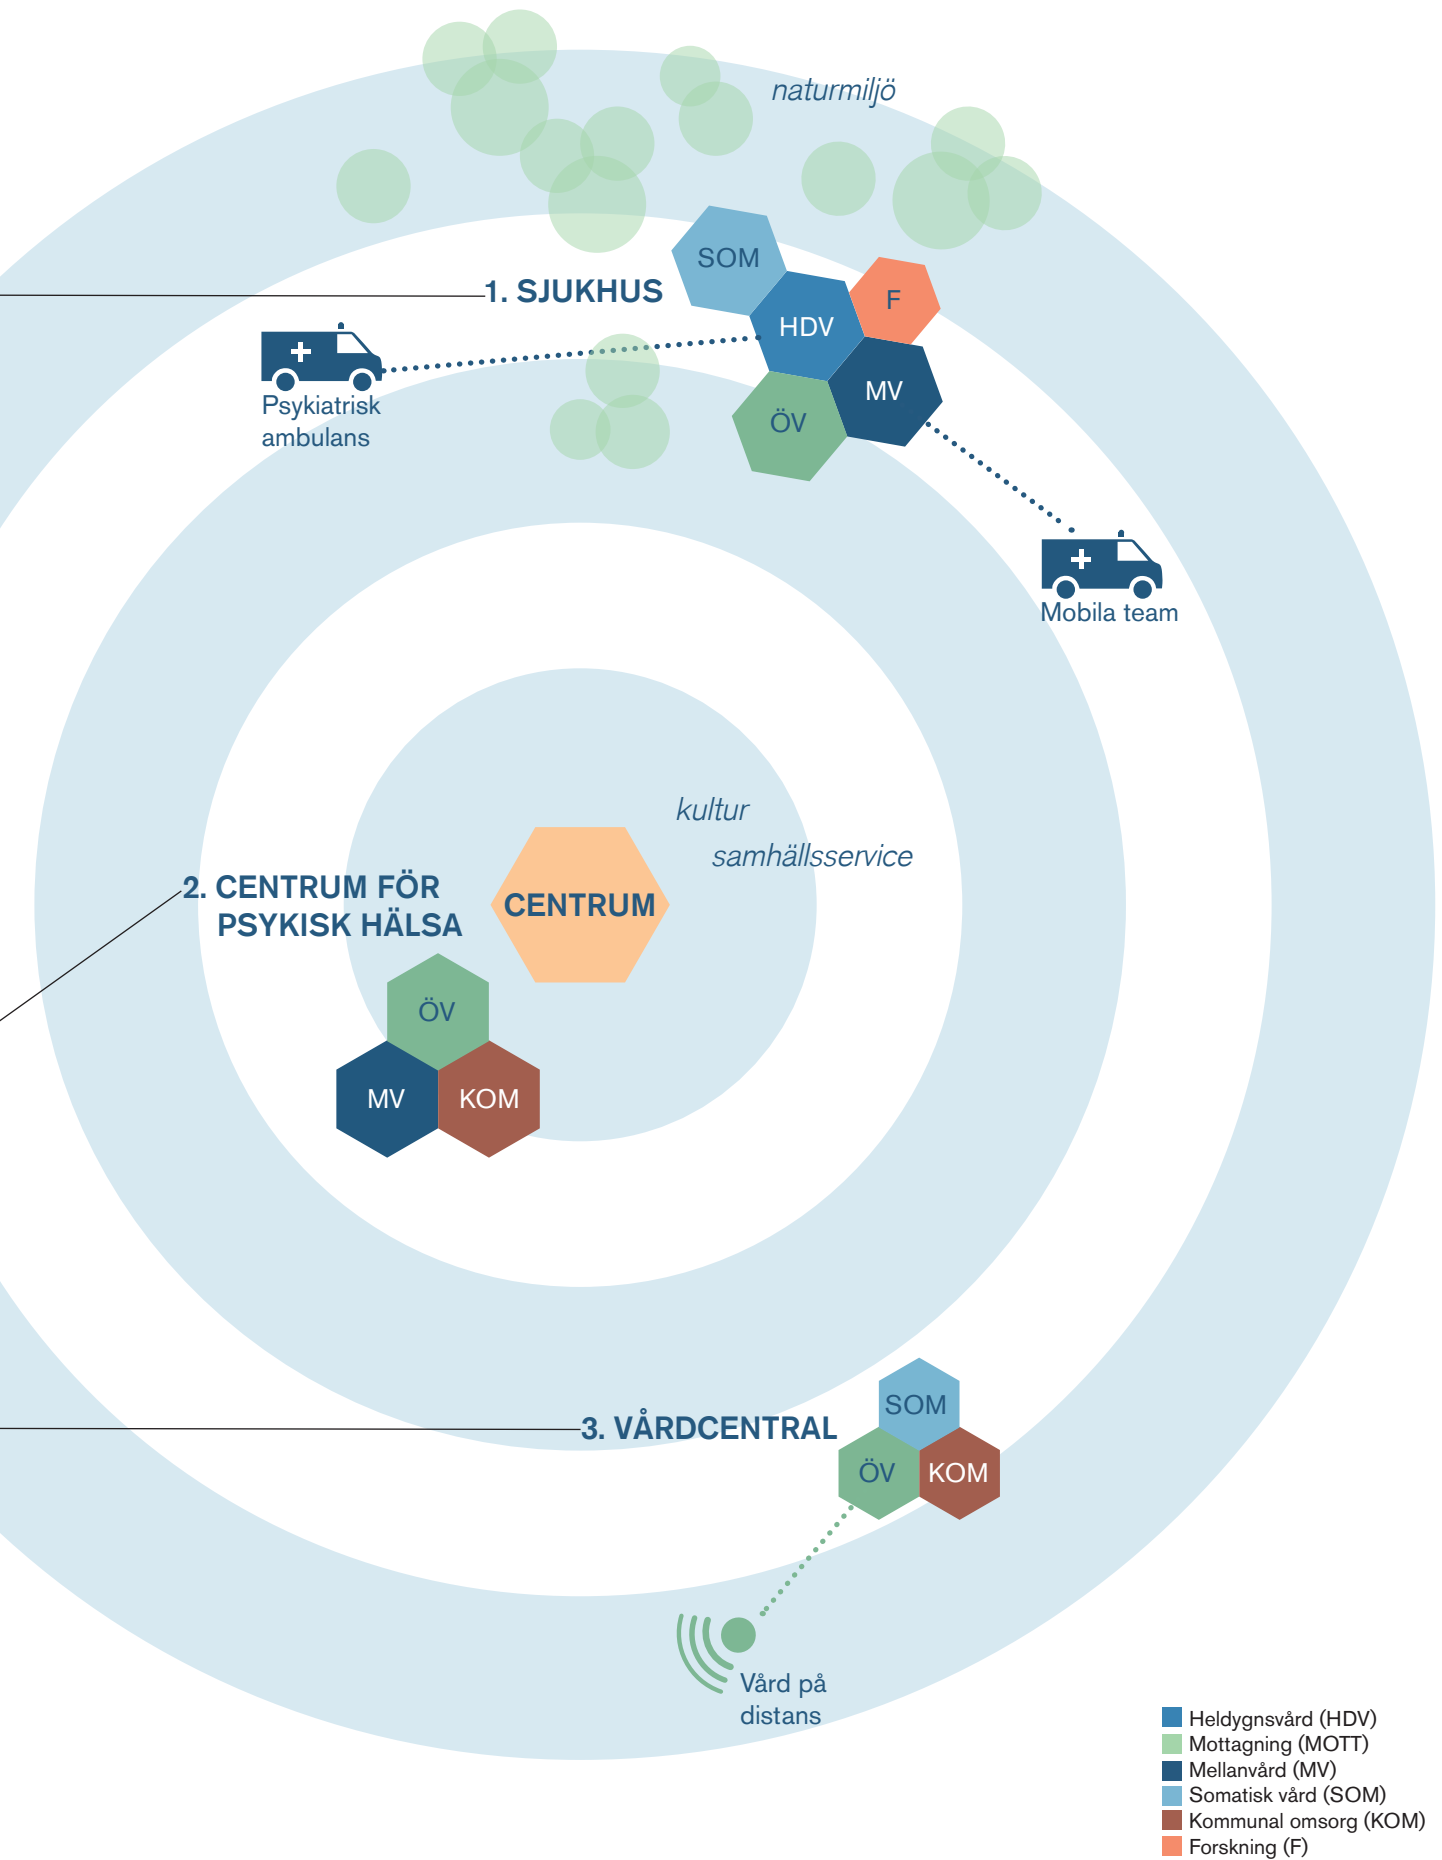 naturmiljö
SOM
1. SJUKHUS
F
HDV
MV
Psykiatrisk
ambulans
ÖV
Mobila team
kultur
samhällsservice
2. CENTRUM FÖR
PSYKISK HÄLSA
CENTRUM
ÖV
MV
KOM
SOM
3. VÅRDCENTRAL
ÖV
KOM
Vård på
distans
Heldygnsvård (HDV)
Mottagning (MOTT)
Mellanvård (MV)
Somatisk vård (SOM)
Kommunal omsorg (KOM)
Forskning (F)